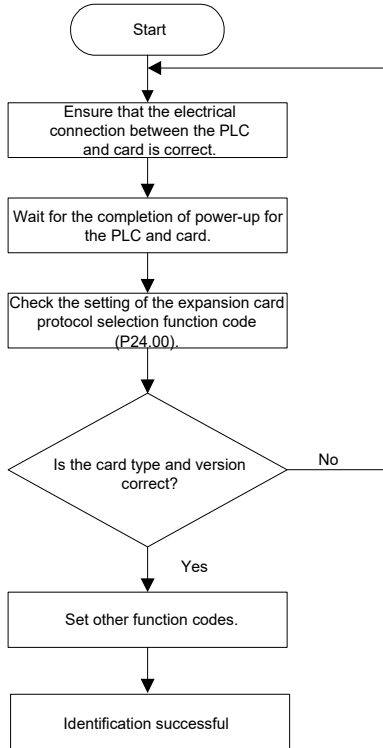 Start
Ensure that the electrical
connection between the PLC
and card is correct.
Wait for the completion of power-up for
the PLC and card.
Check the setting of the expansion card
protocol selection function code
(P24.00).
Is the card type and version
correct?
No
Yes
Set other function codes.
Identification successful